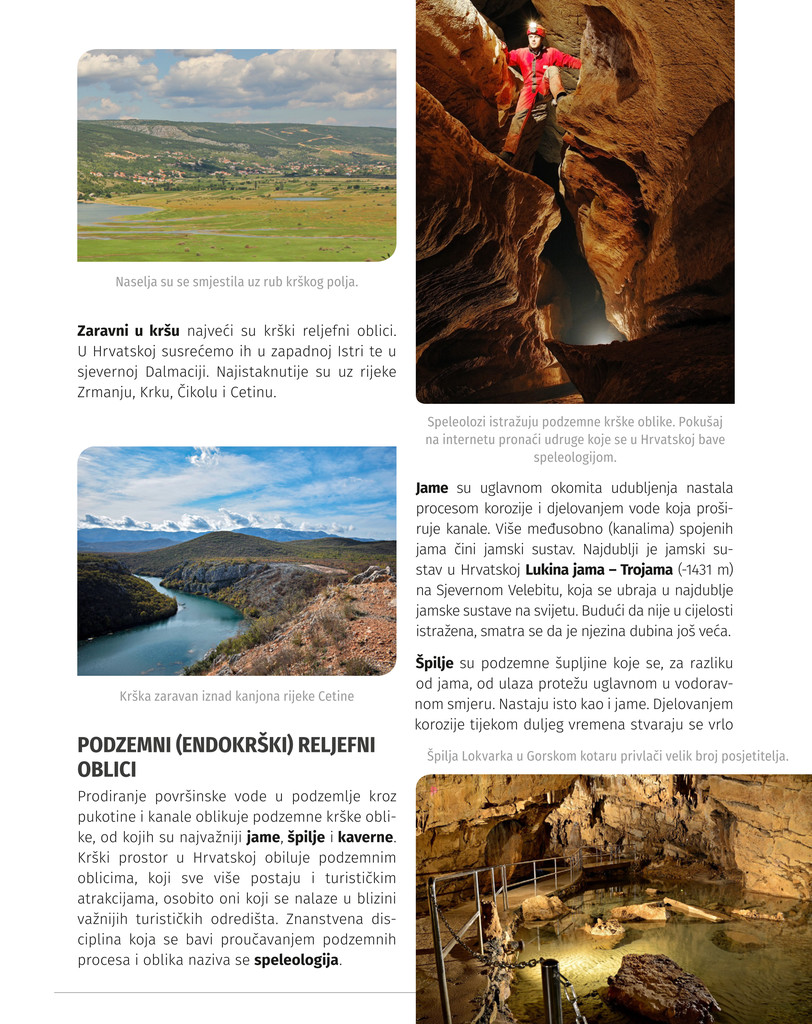 Naselja su se smjestila uz rub krškog polja.
Zaravni u kršu najveći su krški reljefni oblici.
U Hrvatskoj susrećemo ih u zapadnoj Istri te u
sjevernoj Dalmaciji. Najistaknutije su uz rijeke
Zrmanju, Krku, Čikolu i Cetinu.
Krška zaravan iznad kanjona rijeke Cetine
PODZEMNI (ENDOKRŠKI) RELJEFNI
OBLICI
Prodiranje površinske vode u podzemlje kroz
pukotine i kanale oblikuje podzemne krške obli-
ke, od kojih su najvažniji jame, špilje i kaverne.
Krški prostor u Hrvatskoj obiluje podzemnim
oblicima, koji sve više postaju i turističkim
atrakcijama, osobito oni koji se nalaze u blizini
važnijih turističkih odredišta. Znanstvena dis-
ciplina koja se bavi proučavanjem podzemnih
procesa i oblika naziva se speleologija.
Speleolozi istražuju podzemne krške oblike. Pokušaj
na internetu pronaći udruge koje se u Hrvatskoj bave
speleologijom.
Jame su uglavnom okomita udubljenja nastala
procesom korozije i djelovanjem vode koja proši-
ruje kanale. Više međusobno (kanalima) spojenih
jama čini jamski sustav. Najdublji je jamski su-
stav u Hrvatskoj Lukina jama – Trojama (-1431 m)
na Sjevernom Velebitu, koja se ubraja u najdublje
jamske sustave na svijetu. Budući da nije u cijelosti
istražena, smatra se da je njezina dubina još veća.
Špilje su podzemne šupljine koje se, za razliku
od jama, od ulaza protežu uglavnom u vodorav-
nom smjeru. Nastaju isto kao i jame. Djelovanjem
korozije tijekom duljeg vremena stvaraju se vrlo
Špilja Lokvarka u Gorskom kotaru privlači velik broj posjetitelja.